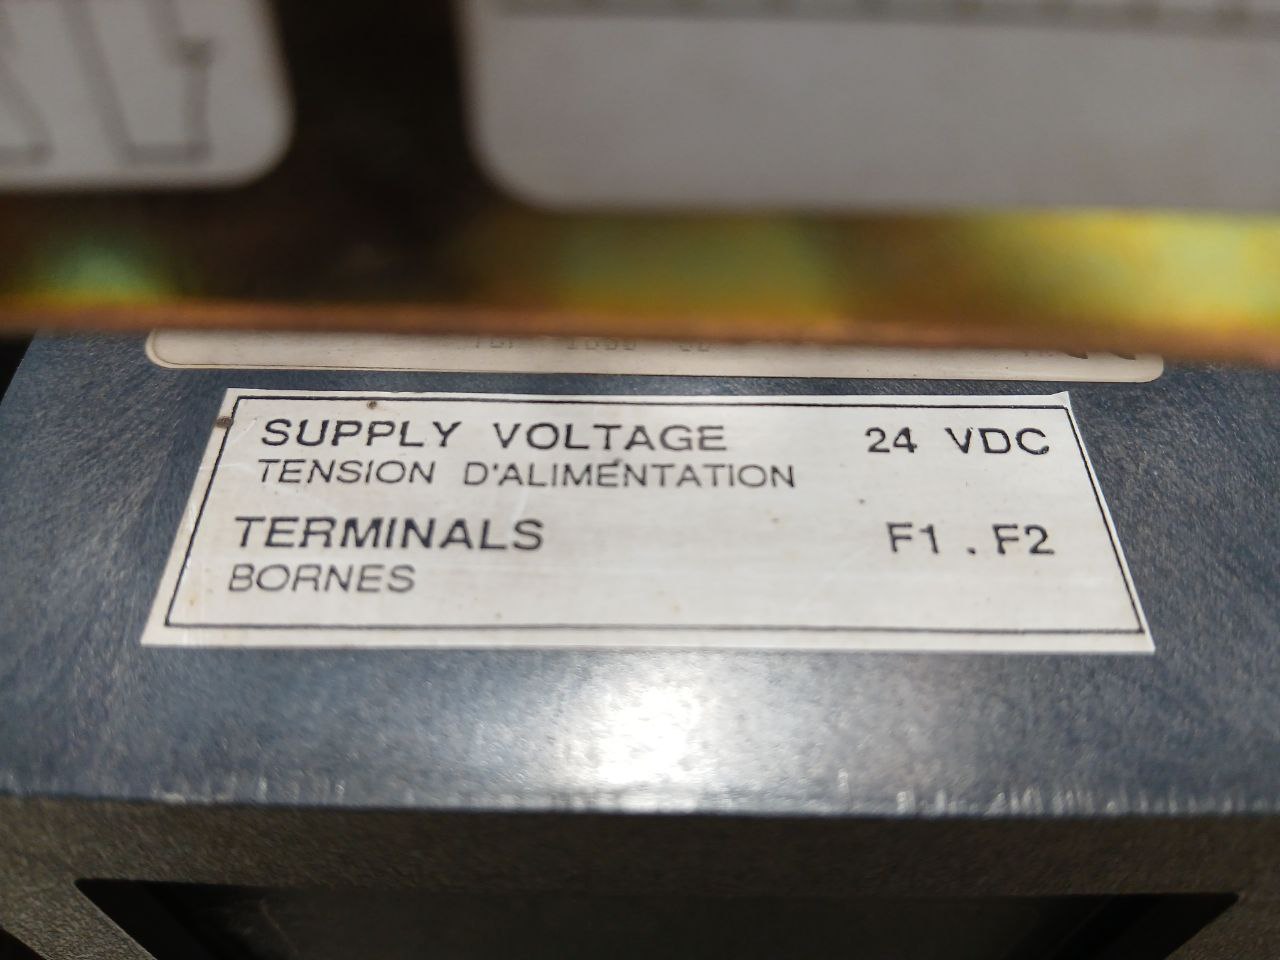 SUPPLY VOLTAGE 24 VDC
TENSION D'ALIMENTATION
TERMINALS F1 . F2
BORNES